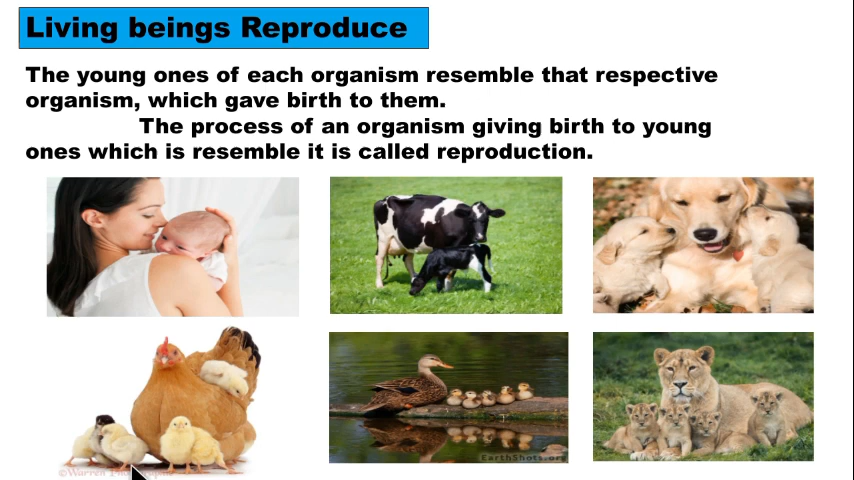 Living beings Reproduce
The young ones of each organism resemble that respective
organism, which gave birth to them.
The process of an organism giving birth to young
ones which is resemble it is called reproduction.
EarthShots.org
©Warren